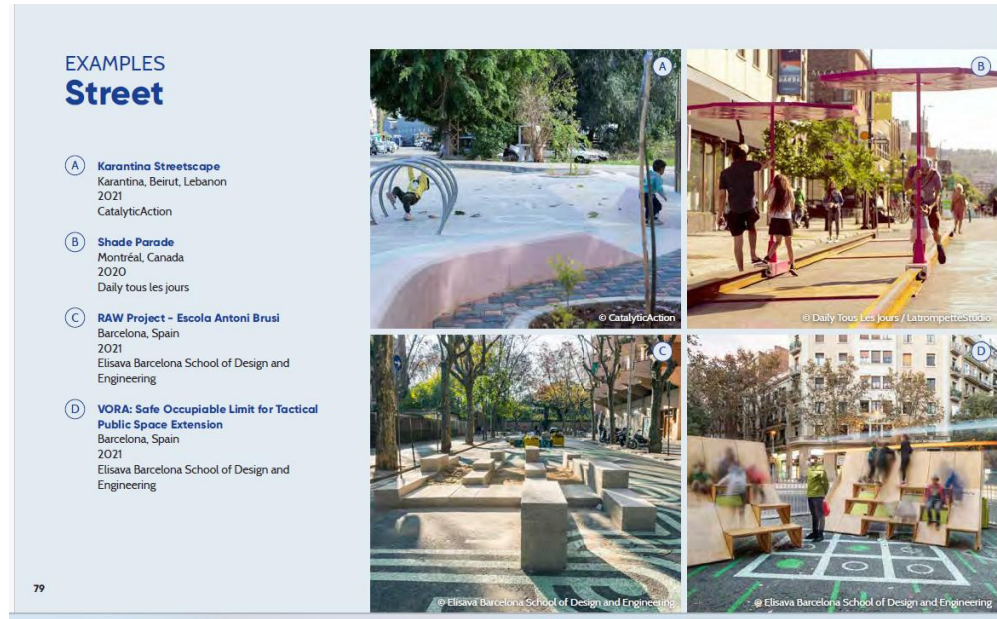 EXAMPLES
Street
A
Karantina Streetscape
Karantina, Beirut, Lebanon
2021
CatalyticAction
B
Shade Parade
Montréal, Canada
2020
Daily tous les jours
C
RAW Project - Escola Antoni Brusi
Barcelona, Spain
2021
Elisava Barcelona School of Design and
Engineering
D
VORA: Safe Occupiable Limit for Tactical
Public Space Extension
Barcelona, Spain
2021
Elisava Barcelona School of Design and
Engineering
79
A
© CatalyticAction
B
© Daily Tous Les Jours / LatrompetteStudio
C
© Elisava Barcelona School of Design and Engineering
D
© Elisava Barcelona School of Design and Engineering